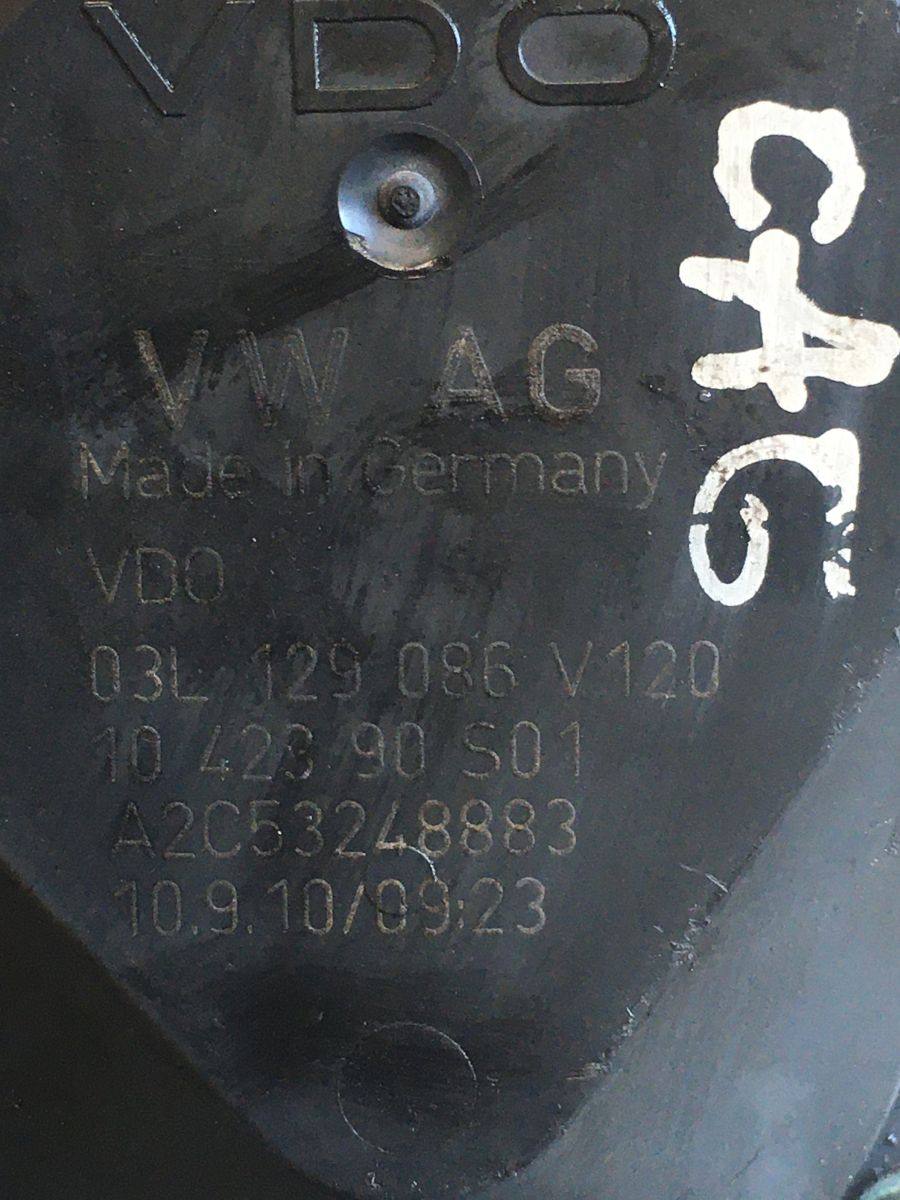 VDO
VW AG
Made in Germany
VDO
03L 129 086 V120
10 423 90 S01
A2C53248883
10.9.10/09:23
CAG